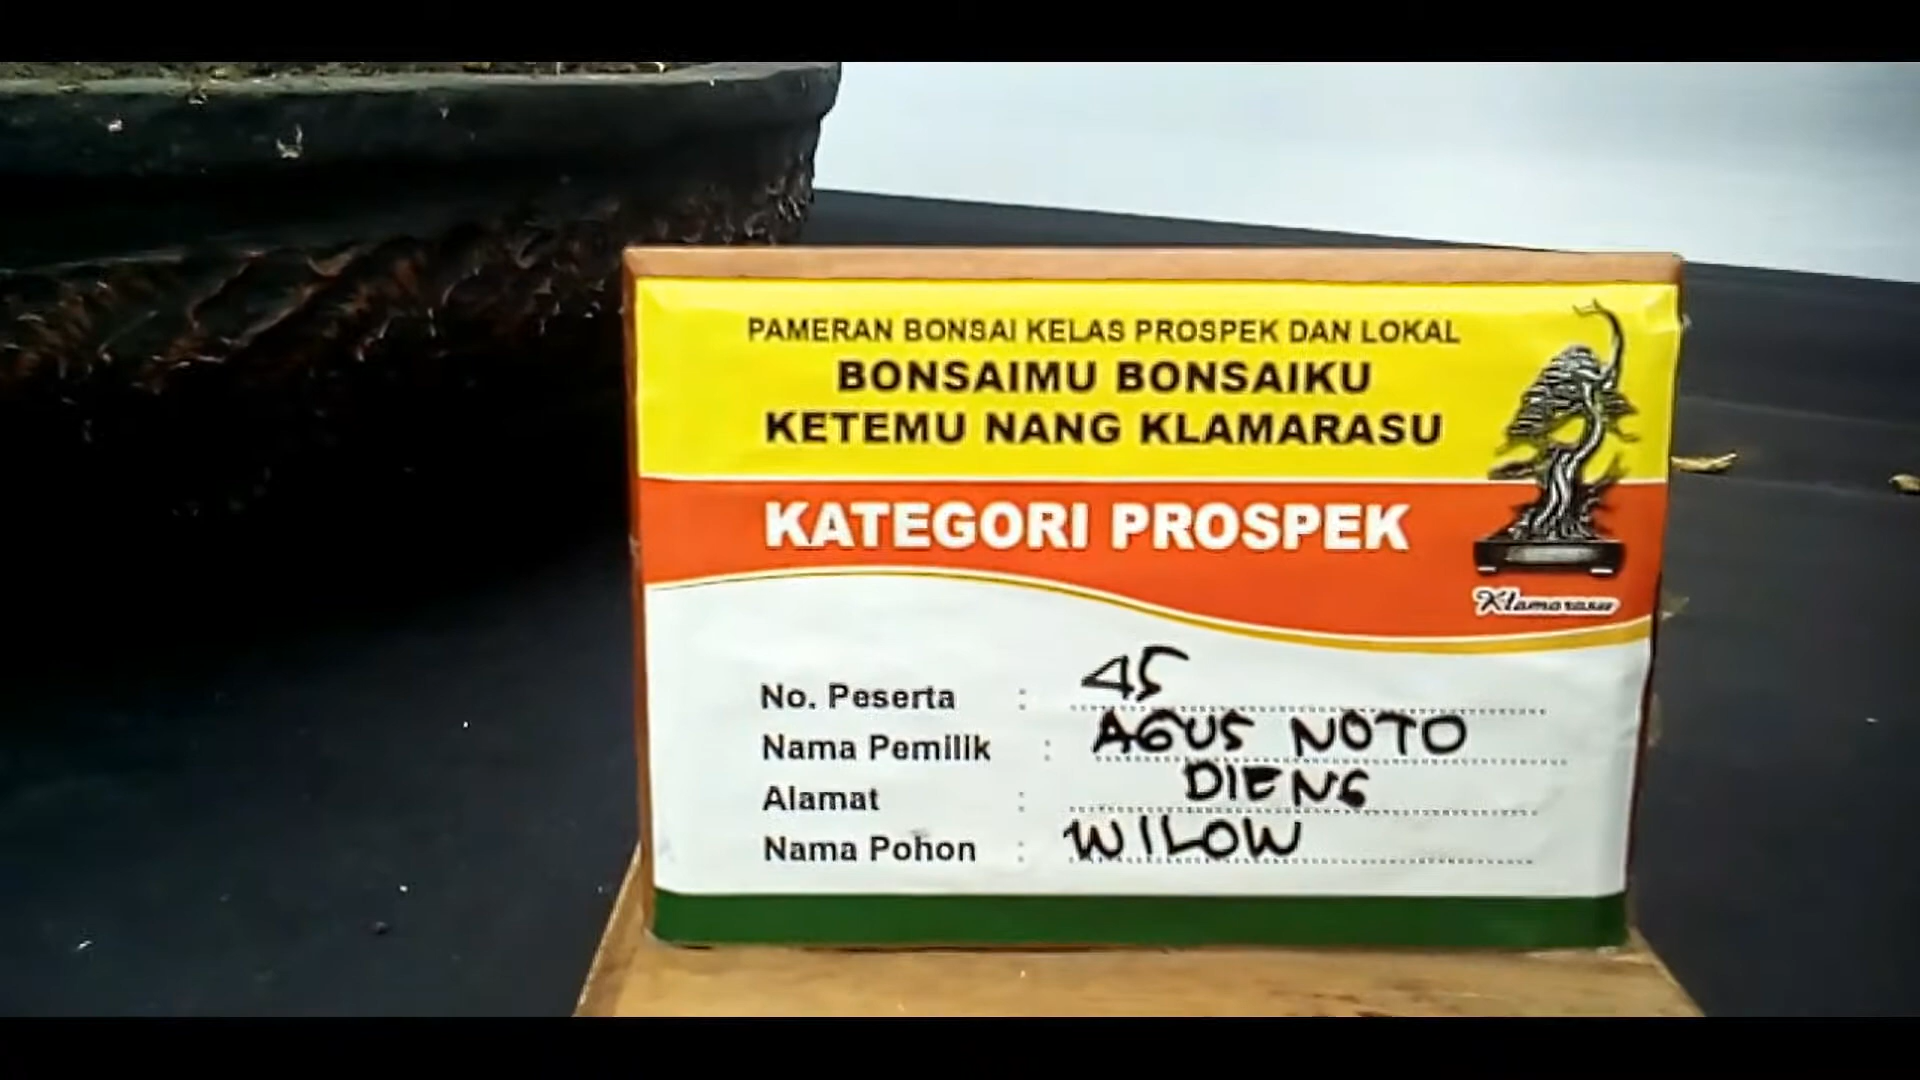 PAMERAN BONSAI KELAS PROSPEK DAN LOKAL
BONSAIMU BONSAIKU
KETEMU NANG KLAMARASU
KATEGORI PROSPEK
Klamarasu
No. Peserta : 45
Nama Pemilik : AGUS NOTO
Alamat : DIENG
Nama Pohon : WILOW